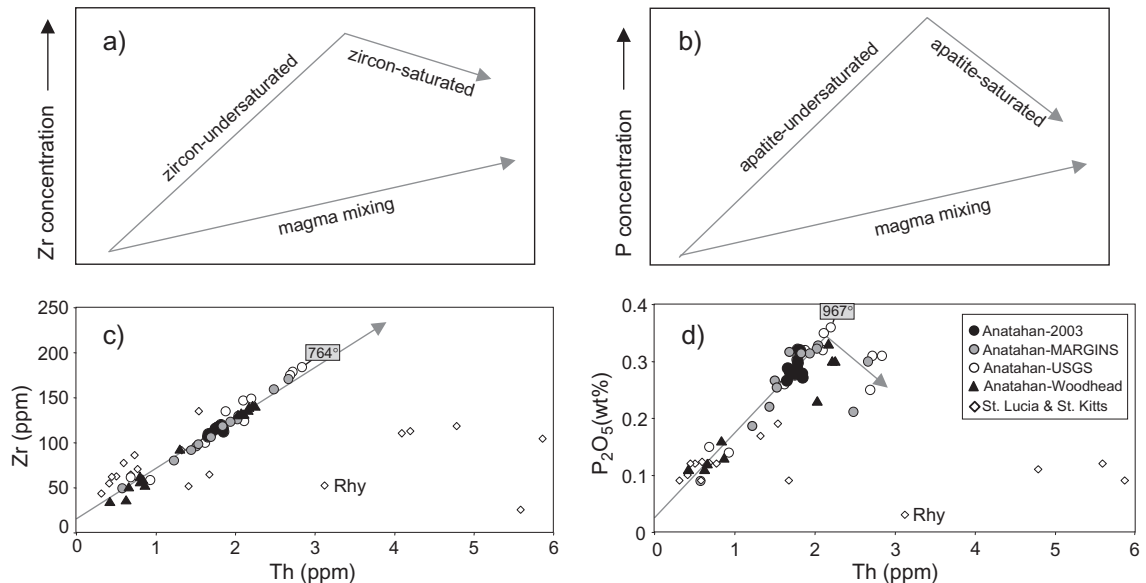 a)
Zr concentration
zircon-undersaturated
zircon-saturated
magma mixing
b)
P concentration
apatite-undersaturated
apatite-saturated
magma mixing
c)
Zr (ppm)
250
200
150
100
50
0
764°
Rhy
0 1 2 3 4 5 6
Th (ppm)
d)
P2O5(wt%)
0.4
0.3
0.2
0.1
0
967°
Anatahan-2003
Anatahan-MARGINS
Anatahan-USGS
Anatahan-Woodhead
St. Lucia & St. Kitts
Rhy
0 1 2 3 4 5 6
Th (ppm)